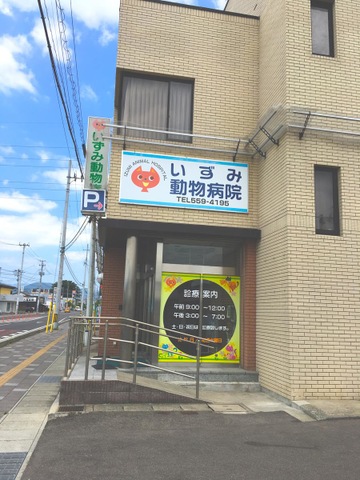 いずみ動物
P
IZUMI ANIMAL HOSPITAL
いずみ
動物病院
TEL559-4195
診療案内
午前 9:00〜12:00
午後 3:00〜 7:00